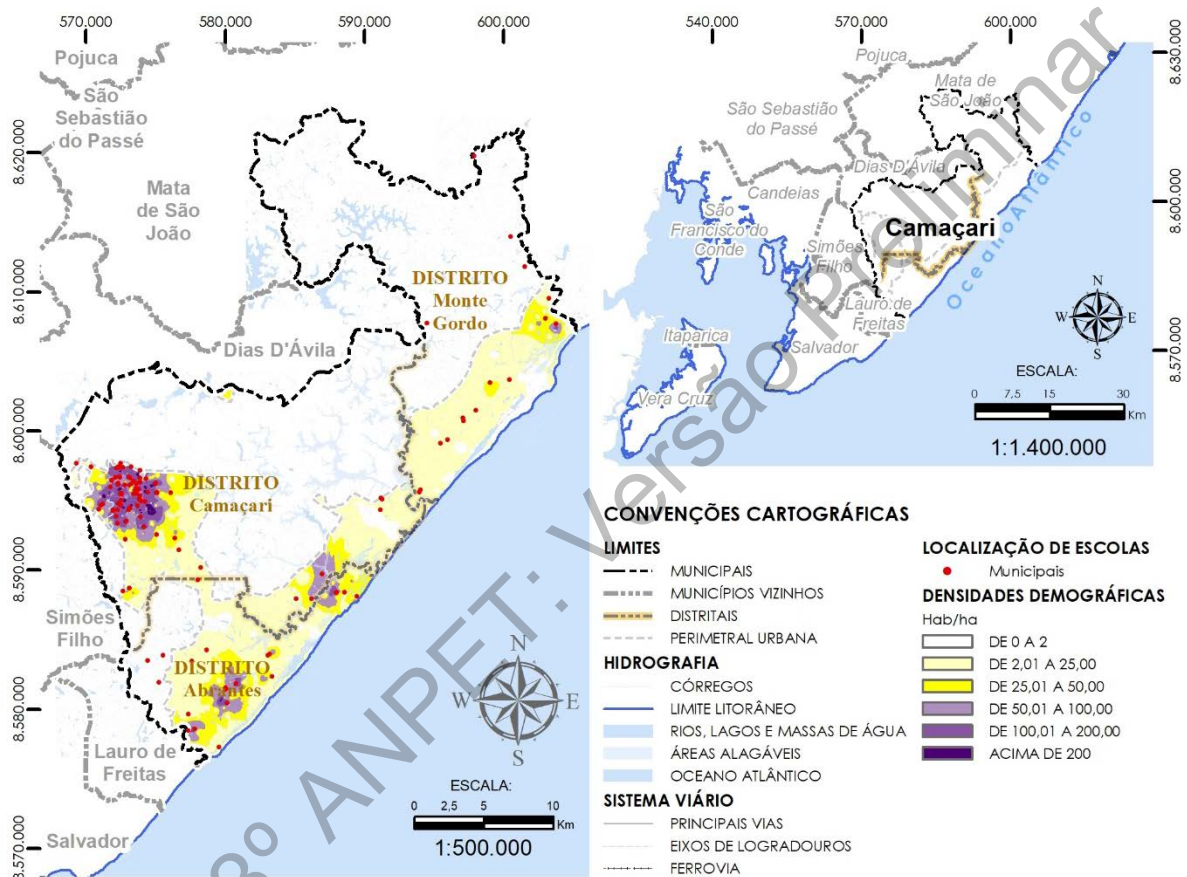 570.000
580.000
590.000
600.000
8.620.000
8.610.000
8.600.000
8.590.000
8.580.000
8.570.000
Pojuca
São
Sebastião
do Passé
Mata
de São
João
DISTRITO
Monte
Gordo
Dias D'Ávila
DISTRITO
Camaçari
Simões
Filho
DISTRITO
Abrantes
Lauro de
Freitas
Salvador
N
W
E
S
ESCALA:
0 2,5 5 10
Km
1:500.000
540.000
570.000
600.000
8.630.000
8.600.000
8.570.000
Pojuca
Mata de
São João
São Sebastião
do Passé
Dias D'Ávila
Candeias
São
Francisco do
Conde
Camaçari
Simões
Filho
Lauro de
Freitas
Itaparica
Salvador
Vera Cruz
Oceano Atlântico
N
W
E
S
ESCALA:
0 7,5 15 30
Km
1:1.400.000
CONVENÇÕES CARTOGRÁFICAS
LIMITES
MUNICIPAIS
MUNICÍPIOS VIZINHOS
DISTRITAIS
PERIMETRAL URBANA
HIDROGRAFIA
CÓRREGOS
LIMITE LITORÂNEO
RIOS, LAGOS E MASSAS DE ÁGUA
ÁREAS ALAGÁVEIS
OCEANO ATLÂNTICO
SISTEMA VIÁRIO
PRINCIPAIS VIAS
EIXOS DE LOGRADOUROS
FERROVIA
LOCALIZAÇÃO DE ESCOLAS
Municipais
DENSIDADES DEMOGRÁFICAS
Hab/ha
DE 0 A 2
DE 2,01 A 25,00
DE 25,01 A 50,00
DE 50,01 A 100,00
DE 100,01 A 200,00
ACIMA DE 200
8º ANPET: Versão Preliminar